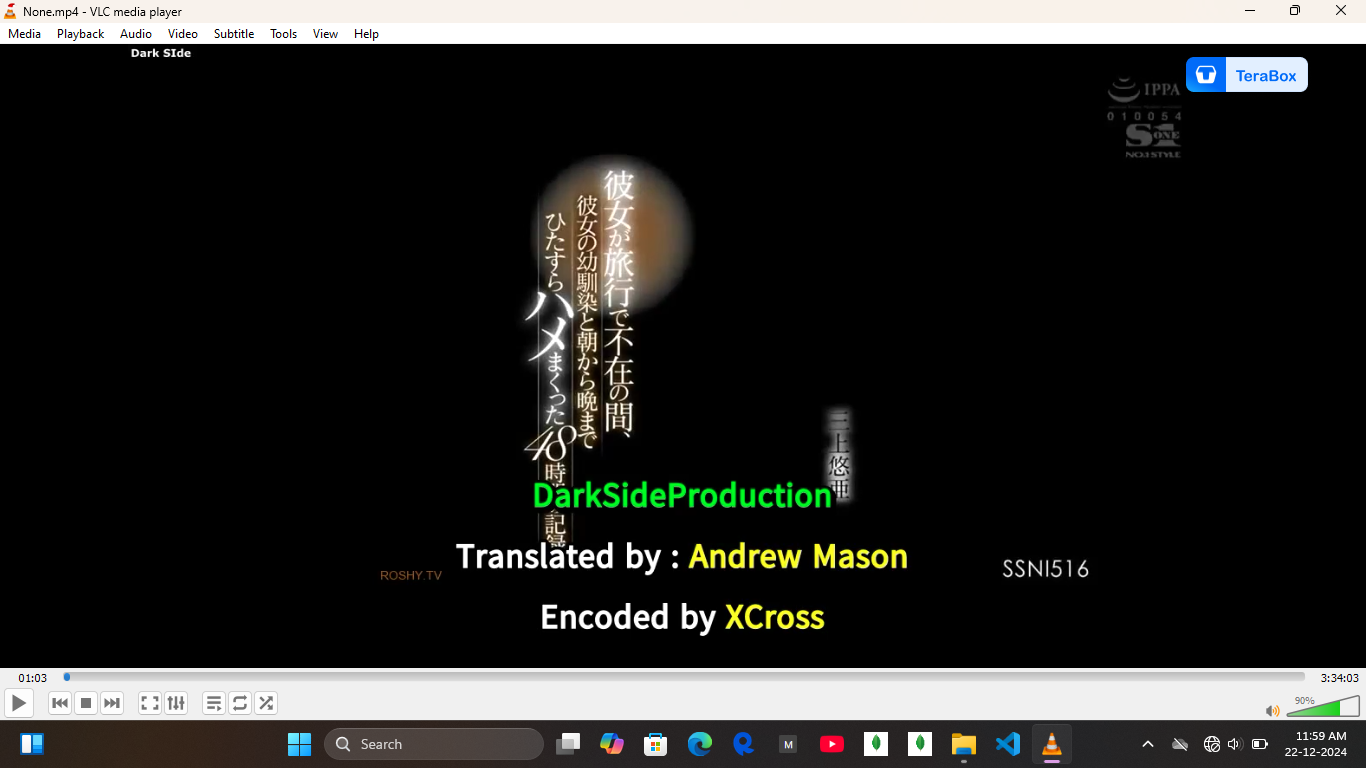 None.mp4 - VLC media player
Media Playback Audio Video Subtitle Tools View Help
Dark SIde
TeraBox
IPPA
010054
S1 ONE
NO.1 STYLE
彼女が旅行で不在の間、
彼女の幼馴染と朝から晩まで
ひたすらハメまくった48時
記録
三上悠亜
DarkSideProduction
Translated by : Andrew Mason
ROSHY.TV
SSNI516
Encoded by XCross
01:03
3:34:03
90%
Search
M
11:59 AM
22-12-2024